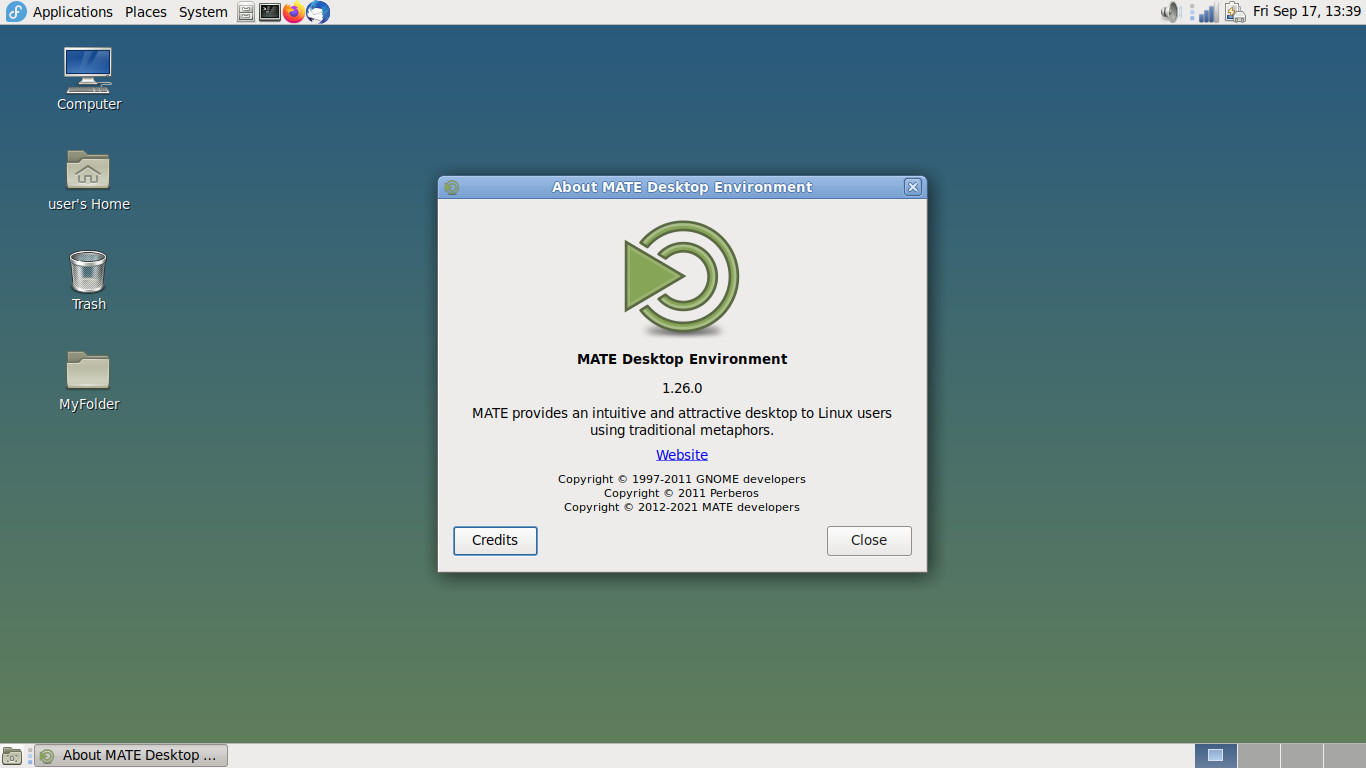 Applications Places System
Fri Sep 17, 13:39
Computer
user's Home
Trash
MyFolder
About MATE Desktop Environment
MATE Desktop Environment
1.26.0
MATE provides an intuitive and attractive desktop to Linux users
using traditional metaphors.
Website
Copyright © 1997-2011 GNOME developers
Copyright © 2011 Perberos
Copyright © 2012-2021 MATE developers
Credits
Close
About MATE Desktop ...